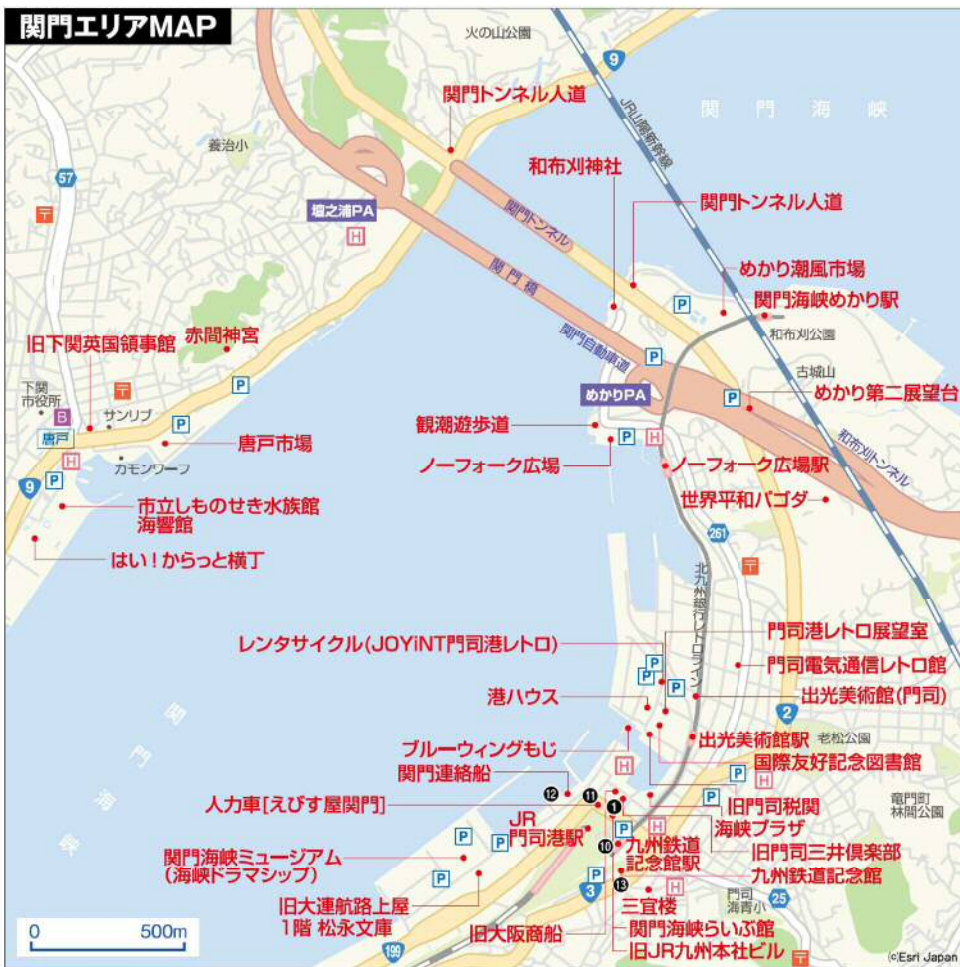 関門エリアMAP
火の山公園
9
関門トンネル人道
JR山陽新幹線
関門海峡
養治小
和布刈神社
57
〒
壇之浦PA
H
関門トンネル
関門トンネル人道
関門橋
めかり潮風市場
P
関門海峡めかり駅
和布刈公園
赤間神宮
旧下関英国領事館
関門自動車道
P
古城山
下関
市役所
〒
P
めかりPA
P
めかり第二展望台
サンリブ
B
唐戸
P
唐戸市場
観潮遊歩道
和布刈トンネル
H
カモンワーフ
ノーフォーク広場
P
H
ノーフォーク広場駅
9
P
世界平和パゴダ
市立しものせき水族館
海響館
261
はい!からっと横丁
〒
北九州銀行レトロライン
門司港レトロ展望室
レンタサイクル(JOYiNT門司港レトロ)
P
P
P
門司電気通信レトロ館
港ハウス
出光美術館(門司)
2
関門海峡
ブルーウィングもじ
出光美術館駅
老松公園
国際友好記念図書館
H
P
H
関門連絡船
12
11
1
P
竜門町
林間公園
人力車[えびす屋関門]
旧門司税関
JR
門司港駅
P
H
海峡プラザ
P
P
10
九州鉄道
記念館駅
旧門司三井倶楽部
関門海峡ミュージアム
(海峡ドラマシップ)
P
P
九州鉄道記念館
3
13
H
25
門司
海青小
旧大連航路上屋
1階 松永文庫
三宜楼
旧大阪商船
関門海峡らいぶ館
旧JR九州本社ビル
199
〒
0
500m
©Esri Japan